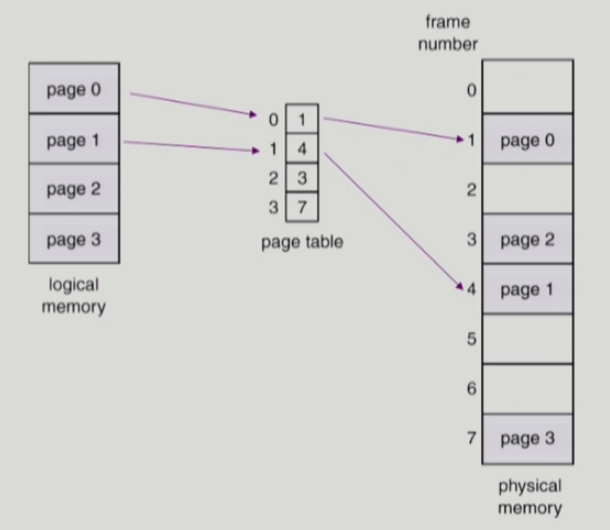 frame
number
page 0
page 1
page 2
page 3
logical
memory
0 1
1 4
2 3
3 7
page table
0
1 page 0
2
3 page 2
4 page 1
5
6
7 page 3
physical
memory